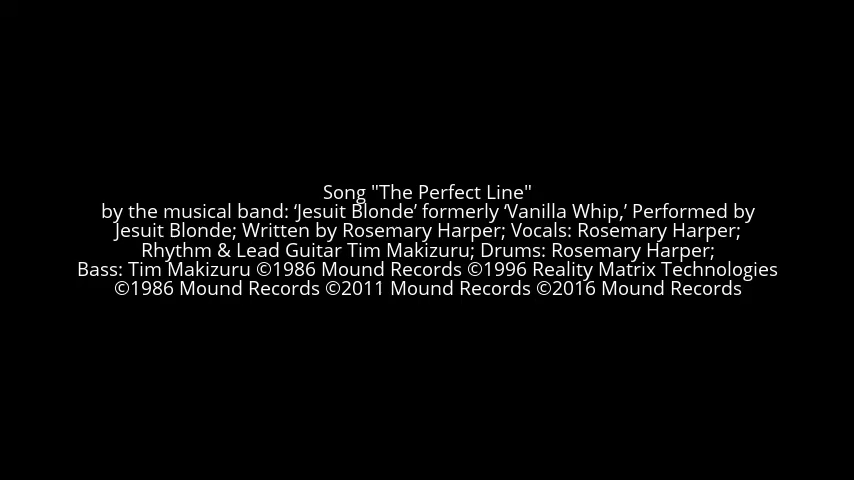 Song "The Perfect Line"
by the musical band: ‘Jesuit Blonde’ formerly ‘Vanilla Whip,’ Performed by
Jesuit Blonde; Written by Rosemary Harper; Vocals: Rosemary Harper;
Rhythm & Lead Guitar Tim Makizuru; Drums: Rosemary Harper;
Bass: Tim Makizuru ©1986 Mound Records ©1996 Reality Matrix Technologies
©1986 Mound Records ©2011 Mound Records ©2016 Mound Records